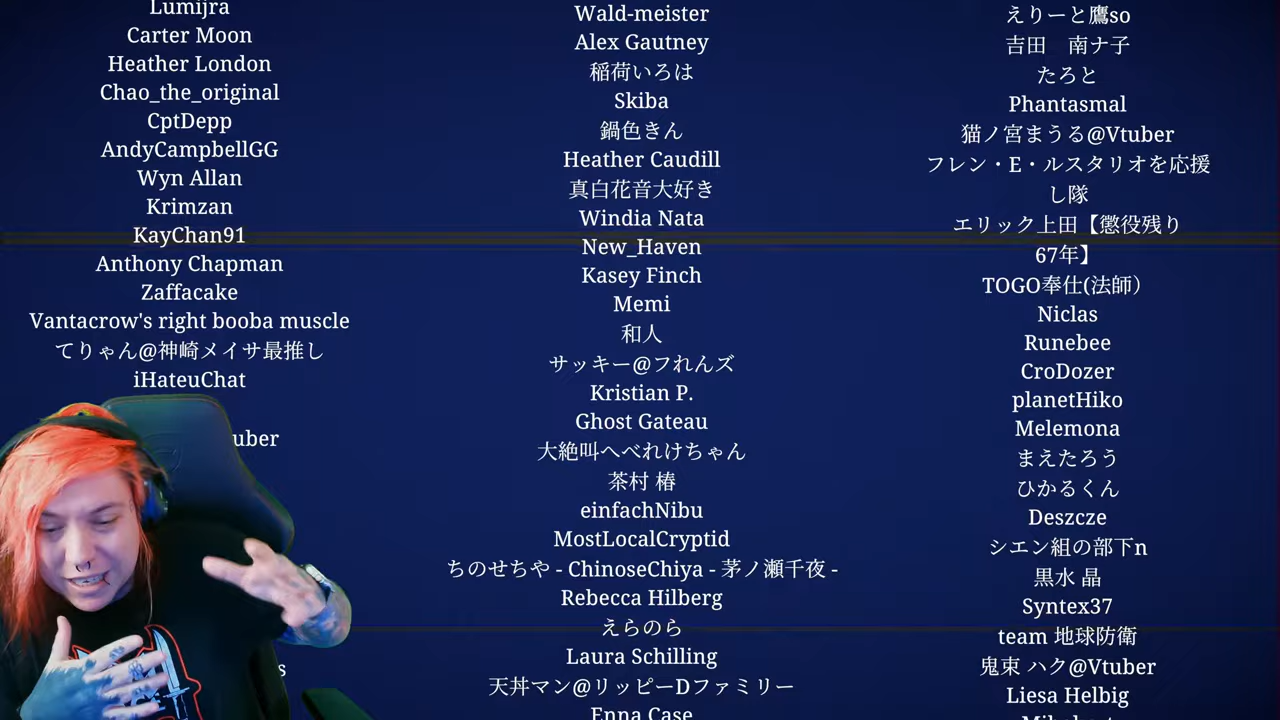 Lumijra
Carter Moon
Heather London
Chao_the_original
CptDepp
AndyCampbellGG
Wyn Allan
Krimzan
KayChan91
Anthony Chapman
Zaffacake
Vantacrow's right booba muscle
てりゃん@神崎メイサ最推し
iHateuChat
Wald-meister
Alex Gautney
稲荷いろは
Skiba
鍋色きん
Heather Caudill
真白花音大好き
Windia Nata
New_Haven
Kasey Finch
Memi
和人
サッキー@フれんズ
Kristian P.
Ghost Gateau
大絶叫へべれけちゃん
茶村 椿
einfachNibu
MostLocalCryptid
ちのせちや - ChinoseChiya - 茅ノ瀬千夜 -
Rebecca Hilberg
えらのら
Laura Schilling
天丼マン@リッピーDファミリー
Enna Case
えりーと鷹so
吉田　南ナ子
たろと
Phantasmal
猫ノ宮まうる@Vtuber
フレン・E・ルスタリオを応援
し隊
エリック上田【懲役残り
67年】
TOGO奉仕(法師）
Niclas
Runebee
CroDozer
planetHiko
Melemona
まえたろう
ひかるくん
Deszcze
シエン組の部下n
黒水 晶
Syntex37
team 地球防衛
鬼束 ハク@Vtuber
Liesa Helbig